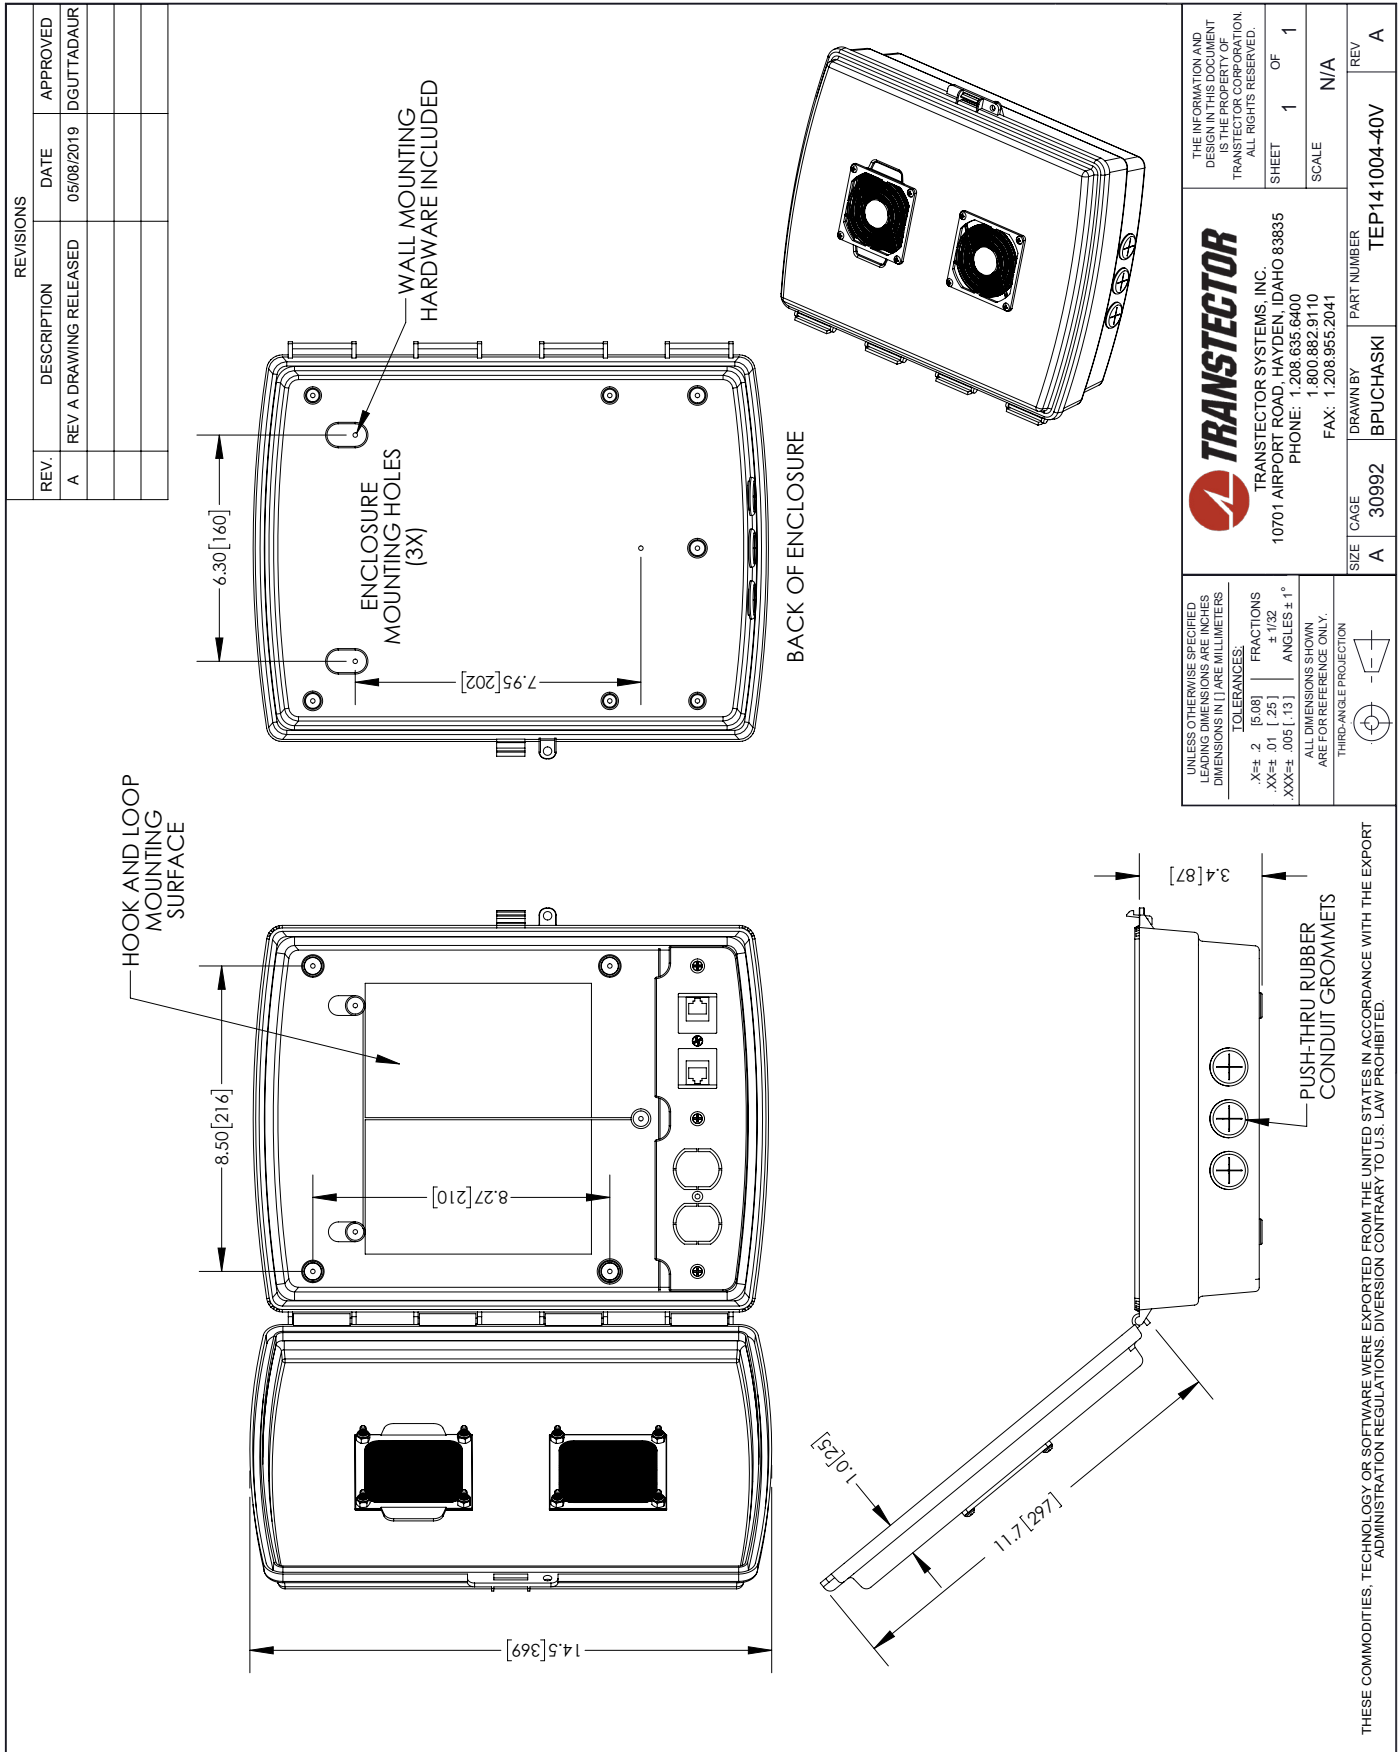 REVISIONS
REV. DESCRIPTION DATE APPROVED
A REV A DRAWING RELEASED 05/08/2019 DGUTTADAUR
HOOK AND LOOP
MOUNTING
SURFACE
8.50[216]
8.27[210]
14.5[369]
6.30[160]
7.95[202]
ENCLOSURE
MOUNTING HOLES
(3X)
WALL MOUNTING
HARDWARE INCLUDED
BACK OF ENCLOSURE
1.0[25]
11.7[297]
3.4[87]
PUSH-THRU RUBBER
CONDUIT GROMMETS
THESE COMMODITIES, TECHNOLOGY OR SOFTWARE WERE EXPORTED FROM THE UNITED STATES IN ACCORDANCE WITH THE EXPORT
ADMINISTRATION REGULATIONS. DIVERSION CONTRARY TO U.S. LAW PROHIBITED.
UNLESS OTHERWISE SPECIFIED
LEADING DIMENSIONS ARE INCHES
DIMENSIONS IN [ ] ARE MILLIMETERS
TOLERANCES:
.X=± .2 [5.08] FRACTIONS
.XX=± .01 [.25] ± 1/32
.XXX=± .005 [.13] ANGLES ± 1°
ALL DIMENSIONS SHOWN
ARE FOR REFERENCE ONLY.
THIRD-ANGLE PROJECTION
TRANSTECTOR
TRANSTECTOR SYSTEMS, INC.
10701 AIRPORT ROAD, HAYDEN, IDAHO 83835
PHONE: 1.208.635.6400
1.800.882.9110
FAX: 1.208.955.2041
THE INFORMATION AND
DESIGN IN THIS DOCUMENT
IS THE PROPERTY OF
TRANSTECTOR CORPORATION.
ALL RIGHTS RESERVED.
SHEET 1 OF 1
SCALE N/A
SIZE A CAGE 30992 DRAWN BY BPUCHASKI PART NUMBER TEP141004-40V REV A